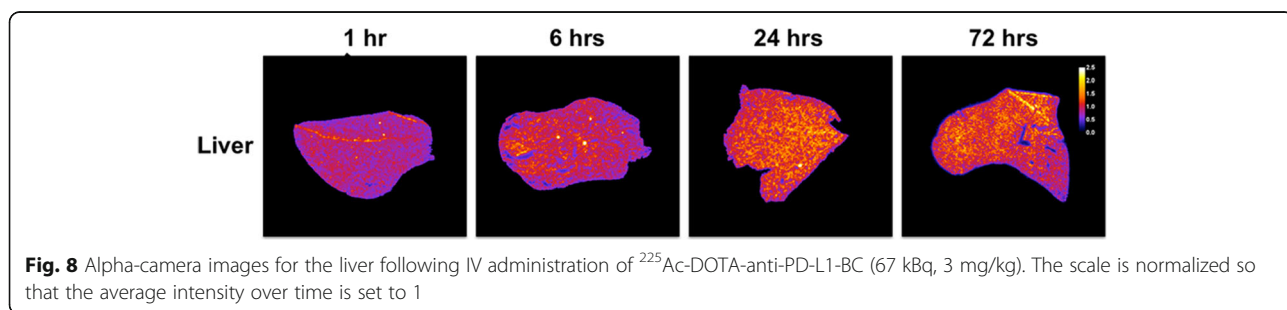 1 hr 6 hrs 24 hrs 72 hrs
Liver
2.5
2.0
1.5
1.0
0.5
0.0
Fig. 8 Alpha-camera images for the liver following IV administration of ²²⁵Ac-DOTA-anti-PD-L1-BC (67 kBq, 3 mg/kg). The scale is normalized so
that the average intensity over time is set to 1